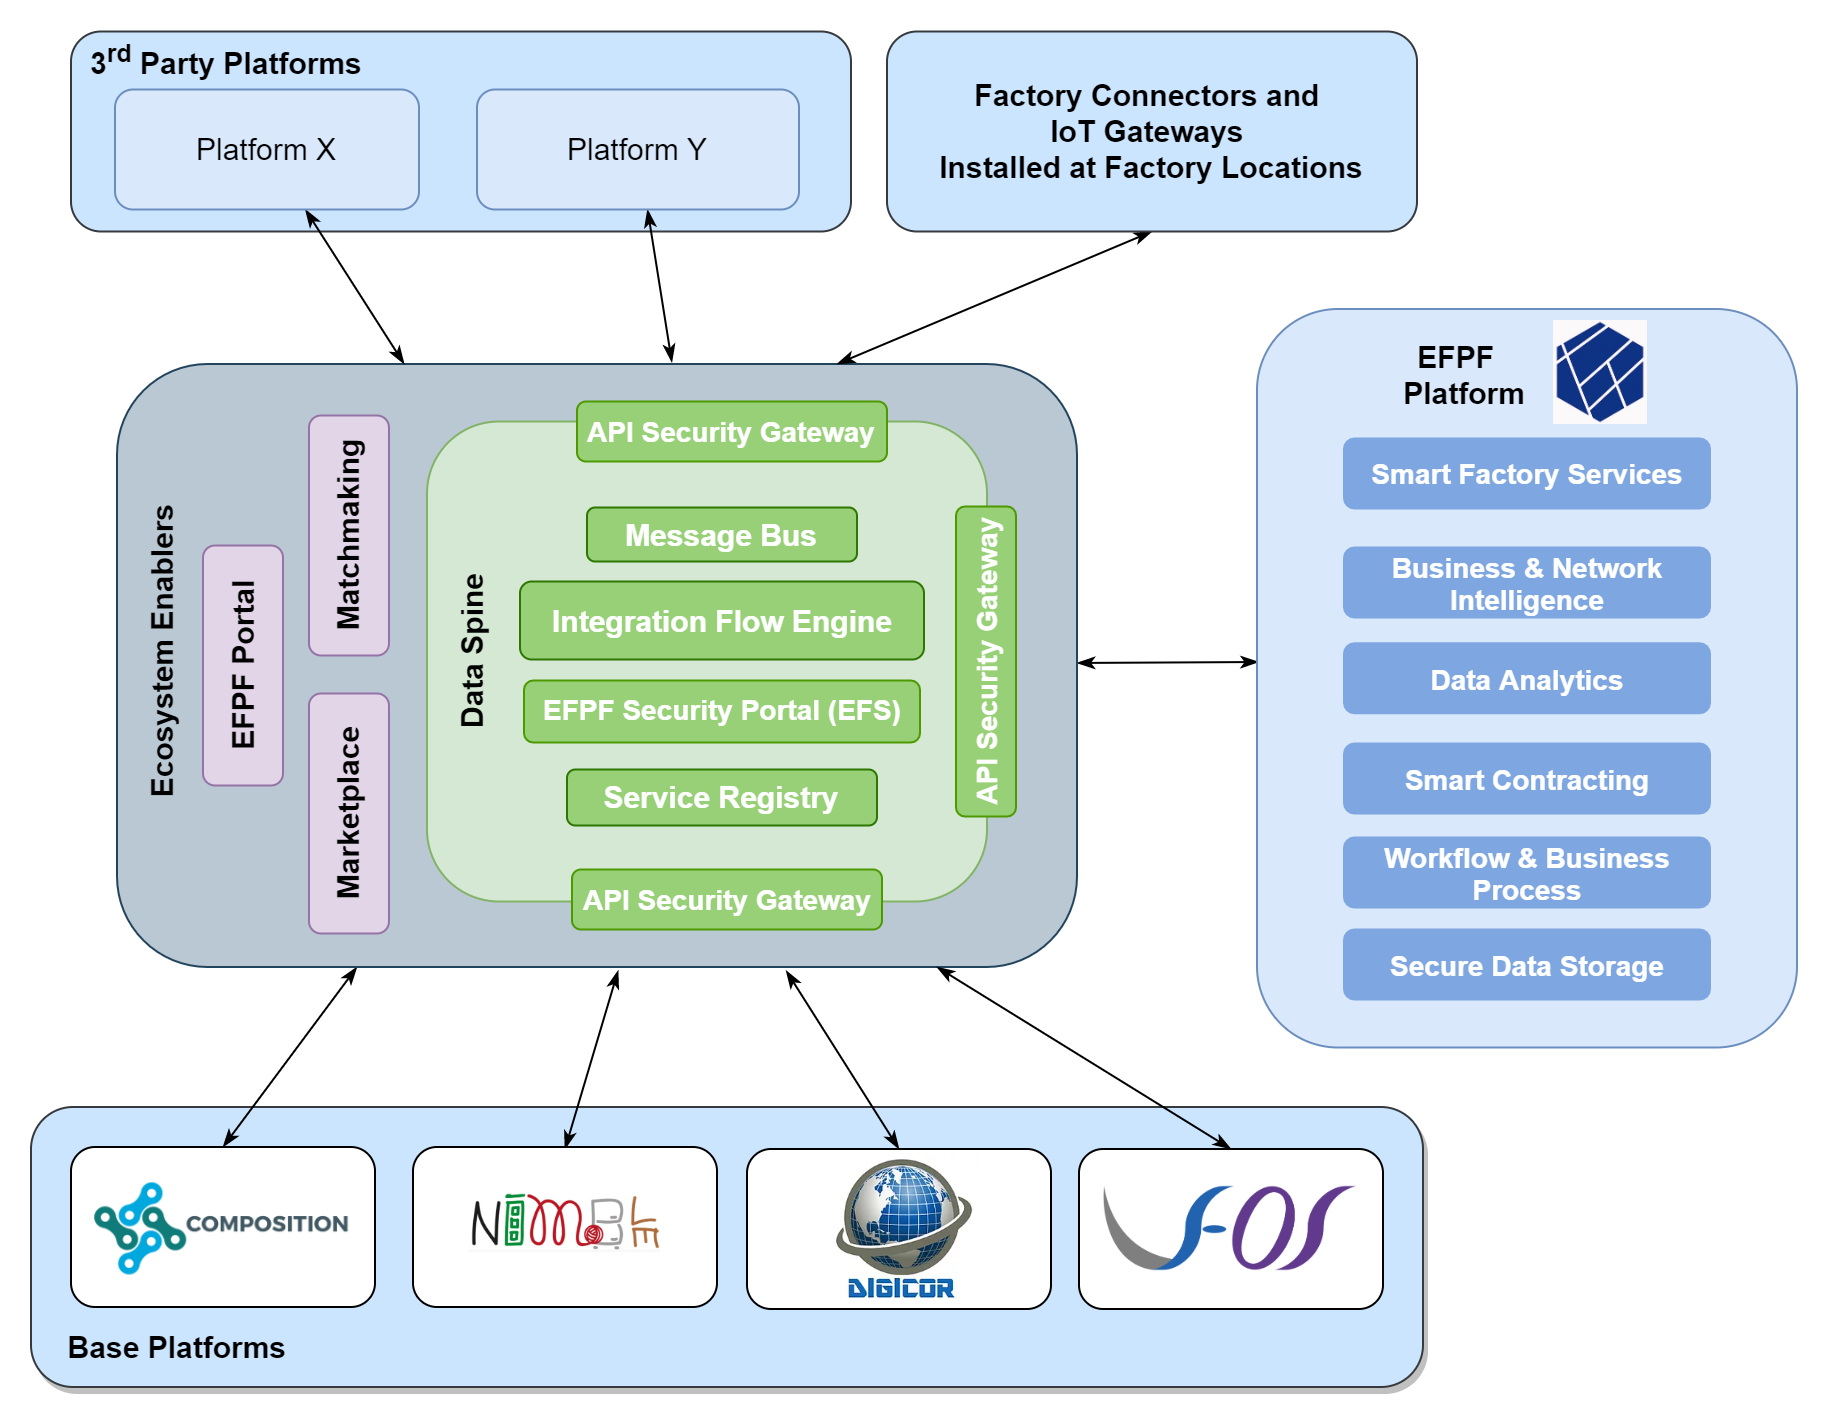 3rd Party Platforms
Platform X
Platform Y
Factory Connectors and
IoT Gateways
Installed at Factory Locations
Ecosystem Enablers
EFPF Portal
Matchmaking
Marketplace
Data Spine
API Security Gateway
Message Bus
Integration Flow Engine
EFPF Security Portal (EFS)
Service Registry
API Security Gateway
API Security Gateway
EFPF
Platform
Smart Factory Services
Business & Network
Intelligence
Data Analytics
Smart Contracting
Workflow & Business
Process
Secure Data Storage
COMPOSITION
NIMBLE
DIGICOR
vf-OS
Base Platforms